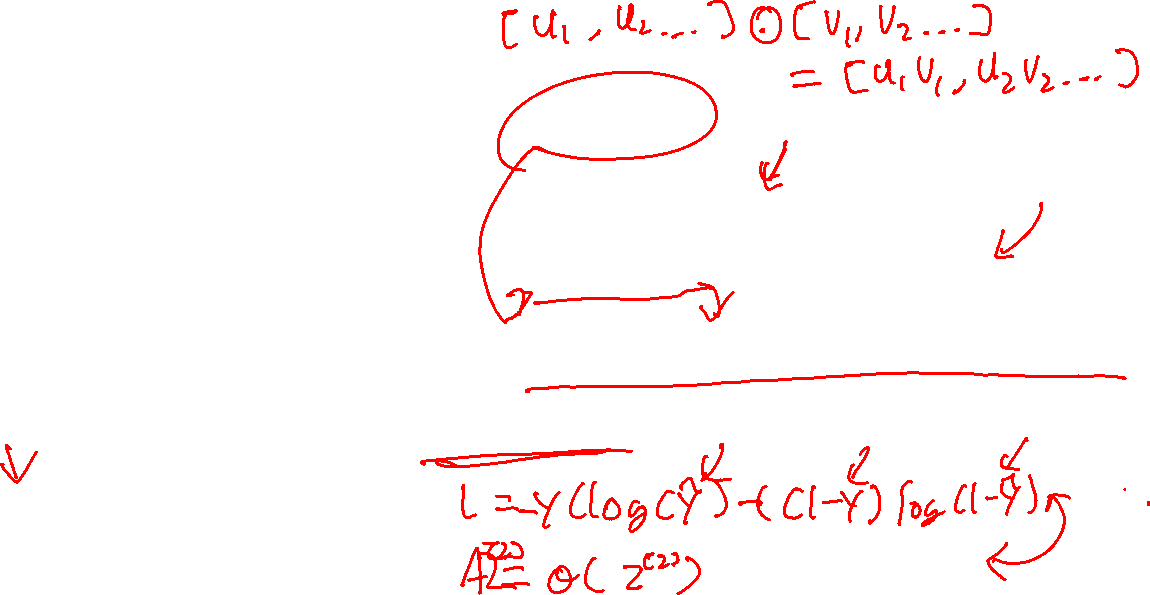 [u₁, u₂...] ⊙ [v₁, v₂...]
= [u₁v₁, u₂v₂...]
L = -y(log(ŷ) - (1-y) log(1-ŷ)
A⁽²⁾ = σ(z⁽²⁾)